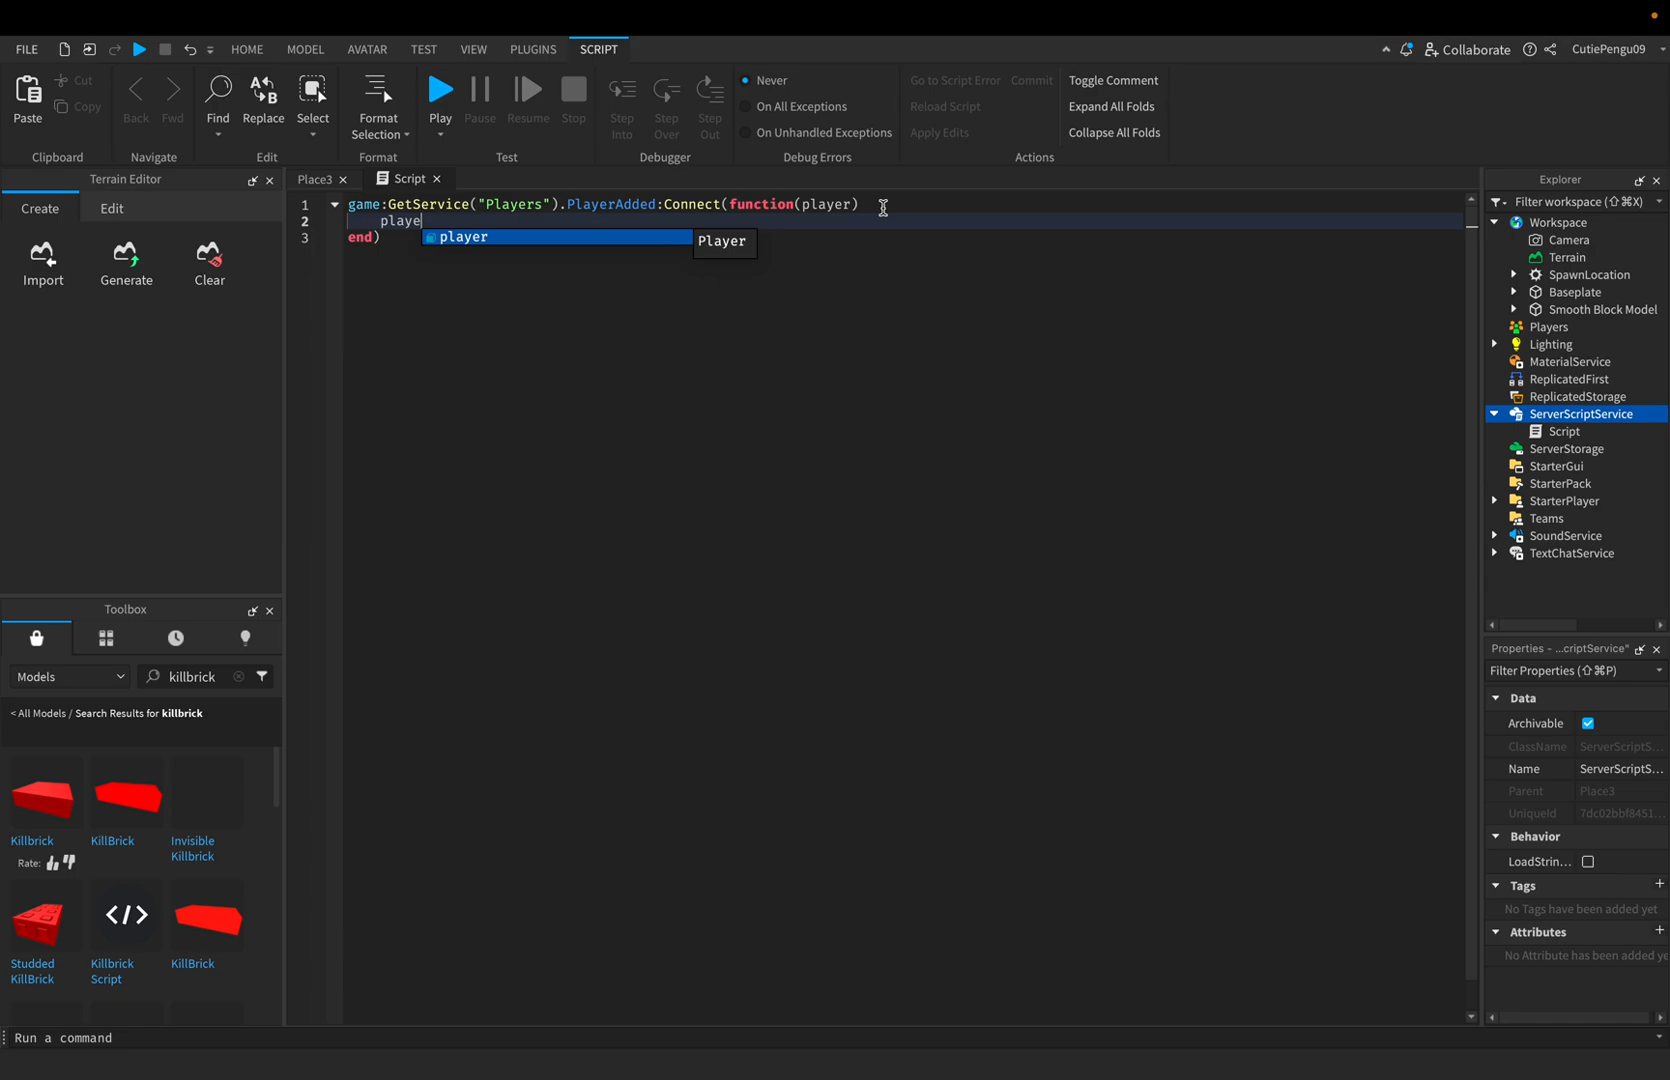 FILE HOME MODEL AVATAR TEST VIEW PLUGINS SCRIPT Collaborate CutiePengu09
Paste Cut Copy
Clipboard
Back Fwd
Navigate
Find Replace Select
Edit
Format Selection
Format
Play Pause Resume Stop
Test
Step Into Step Over Step Out
Debugger
Never
On All Exceptions
On Unhandled Exceptions
Debug Errors
Go to Script Error Commit Toggle Comment
Reload Script Expand All Folds
Apply Edits Collapse All Folds
Actions
Terrain Editor
Create Edit
Import Generate Clear
Place3 Script
1 game:GetService("Players").PlayerAdded:Connect(function(player)
2 playe
3 end)
player Player
Toolbox
Models killbrick
< All Models / Search Results for killbrick
Killbrick KillBrick Invisible Killbrick
Rate:
Studded KillBrick Killbrick Script KillBrick
Explorer
Filter workspace (⇧⌘X)
Workspace
Camera
Terrain
SpawnLocation
Baseplate
Smooth Block Model
Players
Lighting
MaterialService
ReplicatedFirst
ReplicatedStorage
ServerScriptService
Script
ServerStorage
StarterGui
StarterPack
StarterPlayer
Teams
SoundService
TextChatService
Properties - ...criptService"
Filter Properties (⇧⌘P)
Data
Archivable
ClassName ServerScriptS...
Name ServerScriptS...
Parent Place3
UniqueId 7dc02bbf8451...
Behavior
LoadStrin...
Tags
No Tags have been added yet
Attributes
No Attribute has been added ye
Run a command